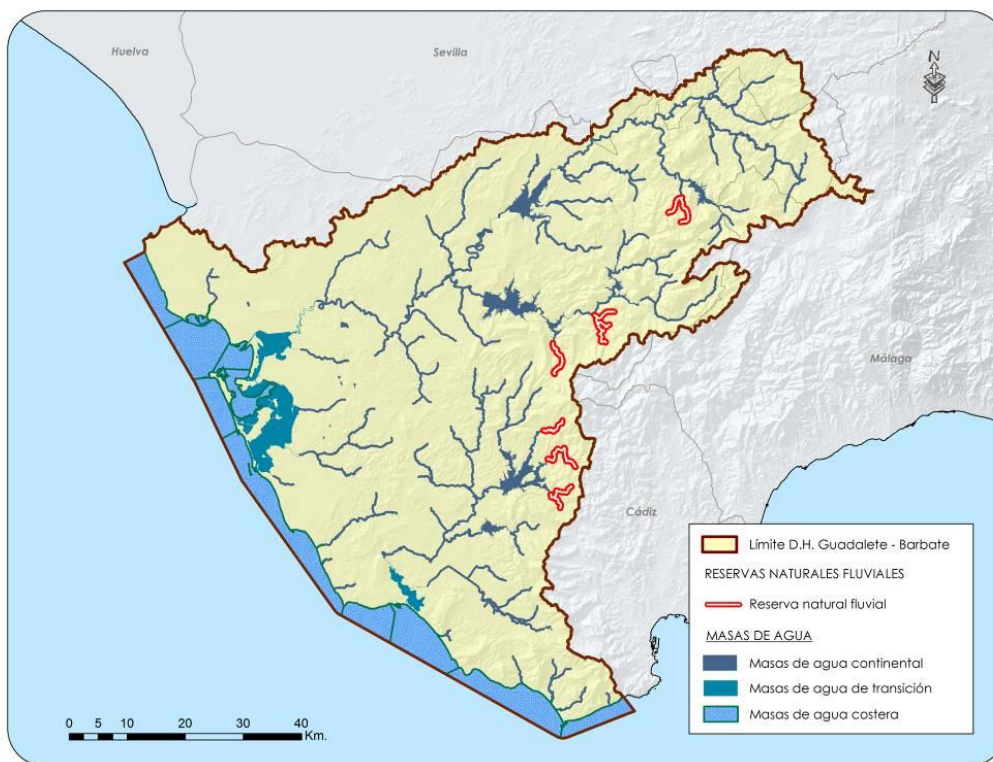 Huelva
Sevilla
N
Málaga
Cádiz
Límite D.H. Guadalete - Barbate
RESERVAS NATURALES FLUVIALES
Reserva natural fluvial
MASAS DE AGUA
Masas de agua continental
Masas de agua de transición
Masas de agua costera
0 5 10 20 30 40
Km.